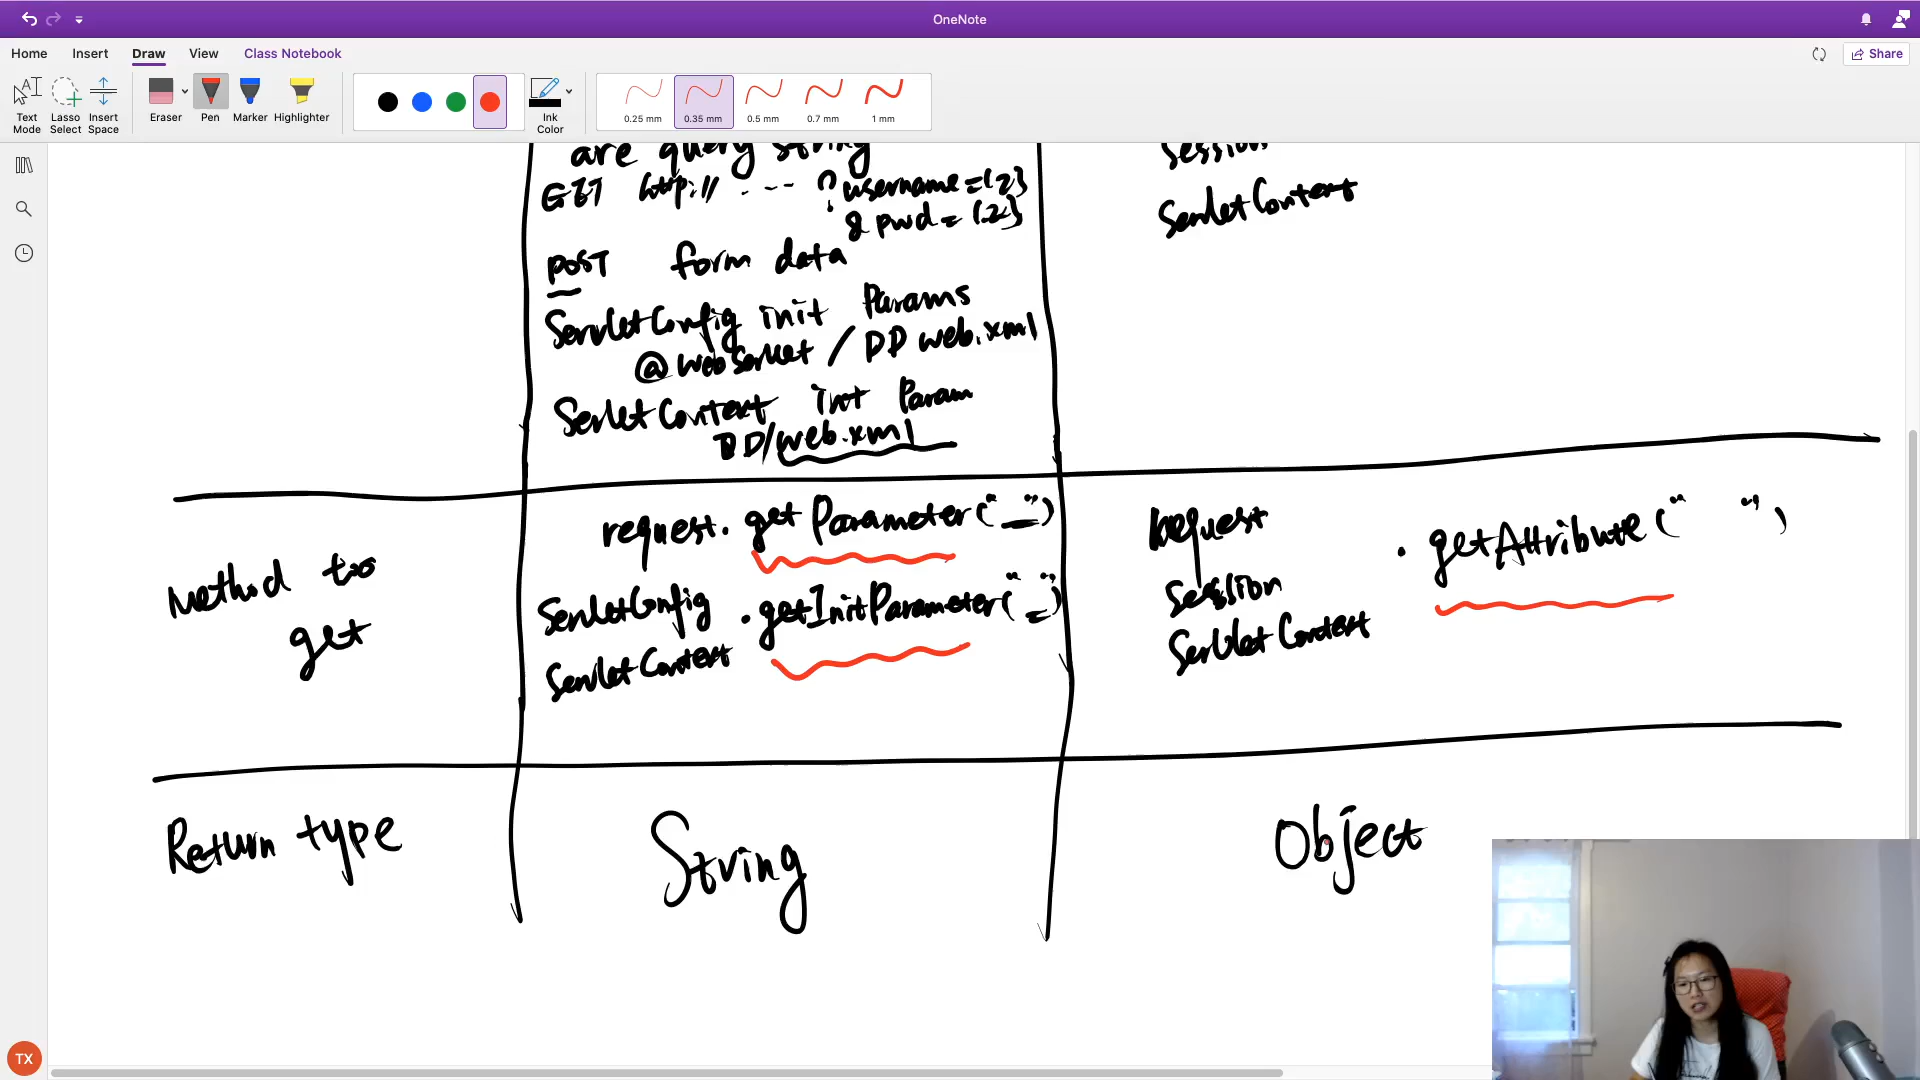 OneNote
Home Insert Draw View Class Notebook
Share
Text Mode
Lasso Select
Insert Space
Eraser
Pen
Marker
Highlighter
Ink Color
0.25 mm
0.35 mm
0.5 mm
0.7 mm
1 mm
are query string
GET http:// ---- ? username=123
& pwd = 123
POST form data
ServletConfig init Params
@WebServlet / DD web.xml
ServletContext init Param
DD/web.xml
Session
ServletContext
Method to
get
request. getParameter("_")
ServletConfig .getInitParameter("_")
ServletContext
Request
Session
ServletContext
. getAttribute(" ")
Return type
String
Object
TX